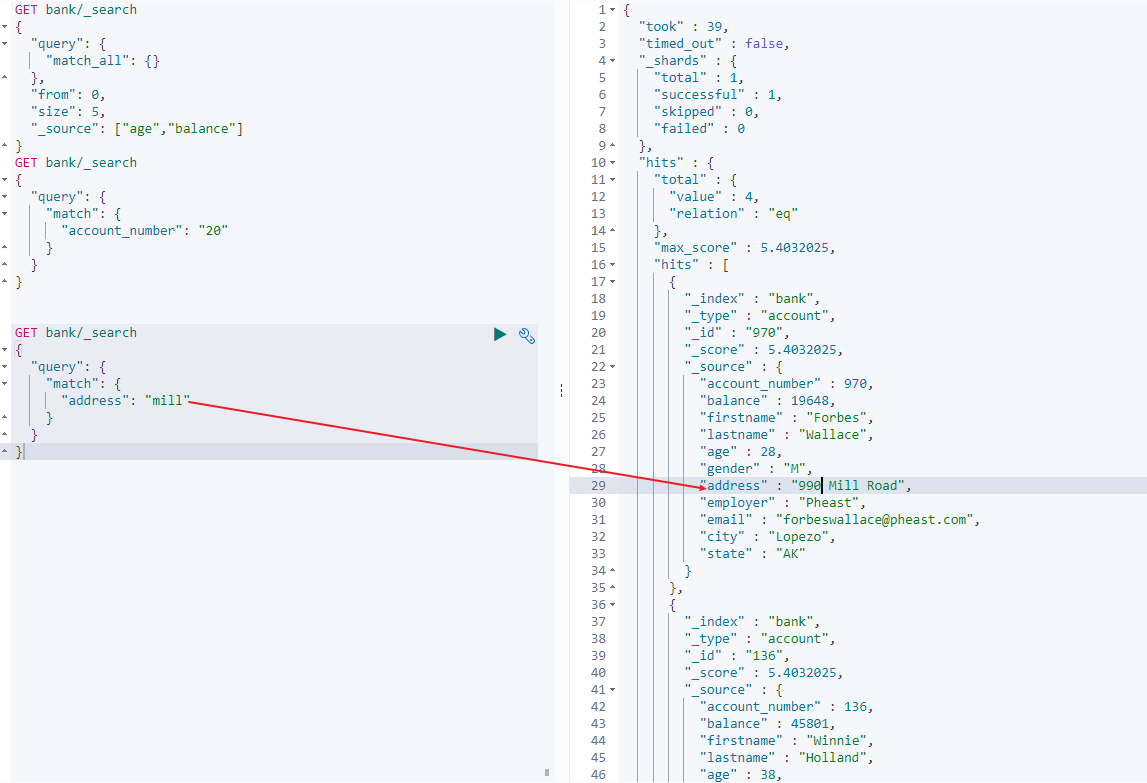 GET bank/_search
{
  "query": {
    "match_all": {}
  },
  "from": 0,
  "size": 5,
  "_source": ["age","balance"]
}
GET bank/_search
{
  "query": {
    "match": {
      "account_number": "20"
    }
  }
}
GET bank/_search
{
  "query": {
    "match": {
      "address": "mill"
    }
  }
}
1 {
2   "took" : 39,
3   "timed_out" : false,
4   "_shards" : {
5     "total" : 1,
6     "successful" : 1,
7     "skipped" : 0,
8     "failed" : 0
9   },
10   "hits" : {
11     "total" : {
12       "value" : 4,
13       "relation" : "eq"
14     },
15     "max_score" : 5.4032025,
16     "hits" : [
17       {
18         "_index" : "bank",
19         "_type" : "account",
20         "_id" : "970",
21         "_score" : 5.4032025,
22         "_source" : {
23           "account_number" : 970,
24           "balance" : 19648,
25           "firstname" : "Forbes",
26           "lastname" : "Wallace",
27           "age" : 28,
28           "gender" : "M",
29           "address" : "990 Mill Road",
30           "employer" : "Pheast",
31           "email" : "forbeswallace@pheast.com",
32           "city" : "Lopezo",
33           "state" : "AK"
34         }
35       },
36       {
37         "_index" : "bank",
38         "_type" : "account",
39         "_id" : "136",
40         "_score" : 5.4032025,
41         "_source" : {
42           "account_number" : 136,
43           "balance" : 45801,
44           "firstname" : "Winnie",
45           "lastname" : "Holland",
46           "age" : 38,